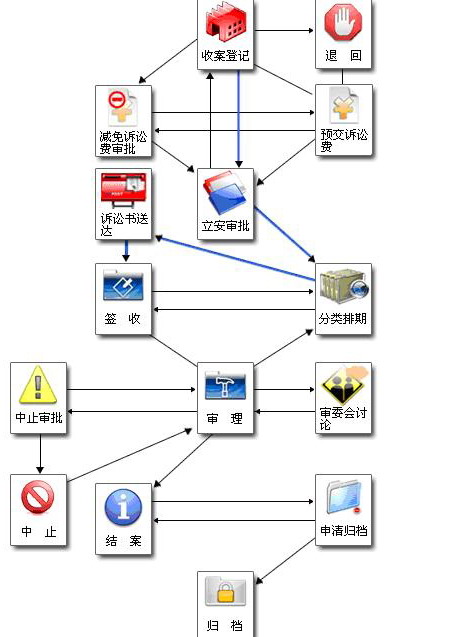 收案登记
退 回
减免诉讼
费审批
预交诉讼
费
诉讼书送
达
立安审批
签 收
分类排期
中止审批
审 理
审委会讨
论
中 止
结 案
申清归档
归 档